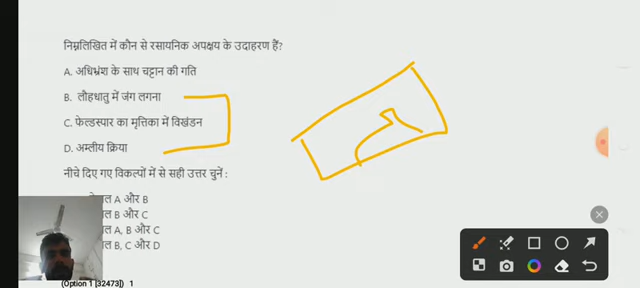 निम्नलिखित में कौन से रसायनिक अपक्षय के उदाहरण हैं?
A. अधिभ्रंश के साथ चट्टान की गति
B. लौहधातु में जंग लगना
C. फेल्डस्पार का मृत्तिका में विखंडन
D. अम्लीय क्रिया
नीचे दिए गए विकल्पों में से सही उत्तर चुनें :
A और B
B और C
A, B और C
B, C और D
(Option 1 [32473]) 1